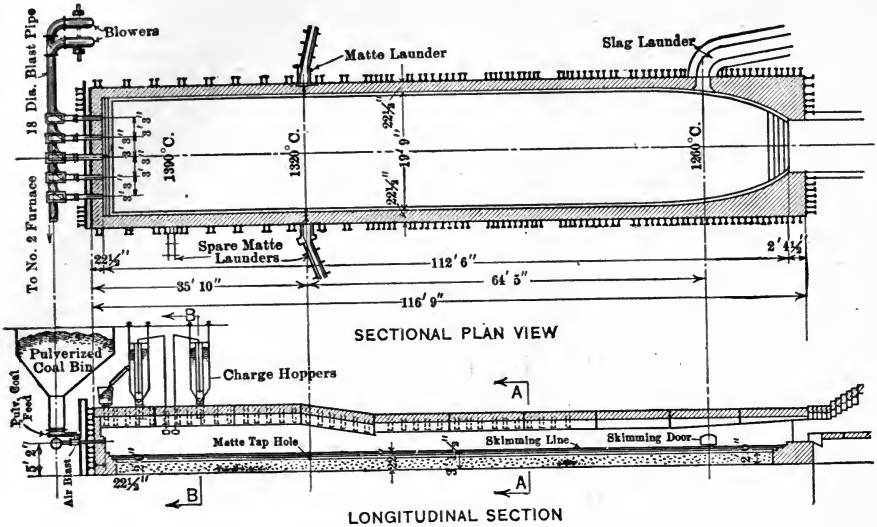 Blowers
18 Dia. Blast Pipe
Matte Launder
Slag Launder
3'3"
3'3"
3'3"
3'3"
1390°C.
1320°C.
22½"
19' 9"
22½"
1260°C.
To No. 2 Furnace
Spare Matte
Launders
22½"
112' 6"
2' 4½"
35' 10"
64' 5"
116' 9"
SECTIONAL PLAN VIEW
B
Pulverized
Coal Bin
Charge Hoppers
A
Pulv. Coal
Feed
Matte Tap Hole
Skimming Line
Skimming Door
5' 2"
Air Blast
22½"
B
A
LONGITUDINAL SECTION